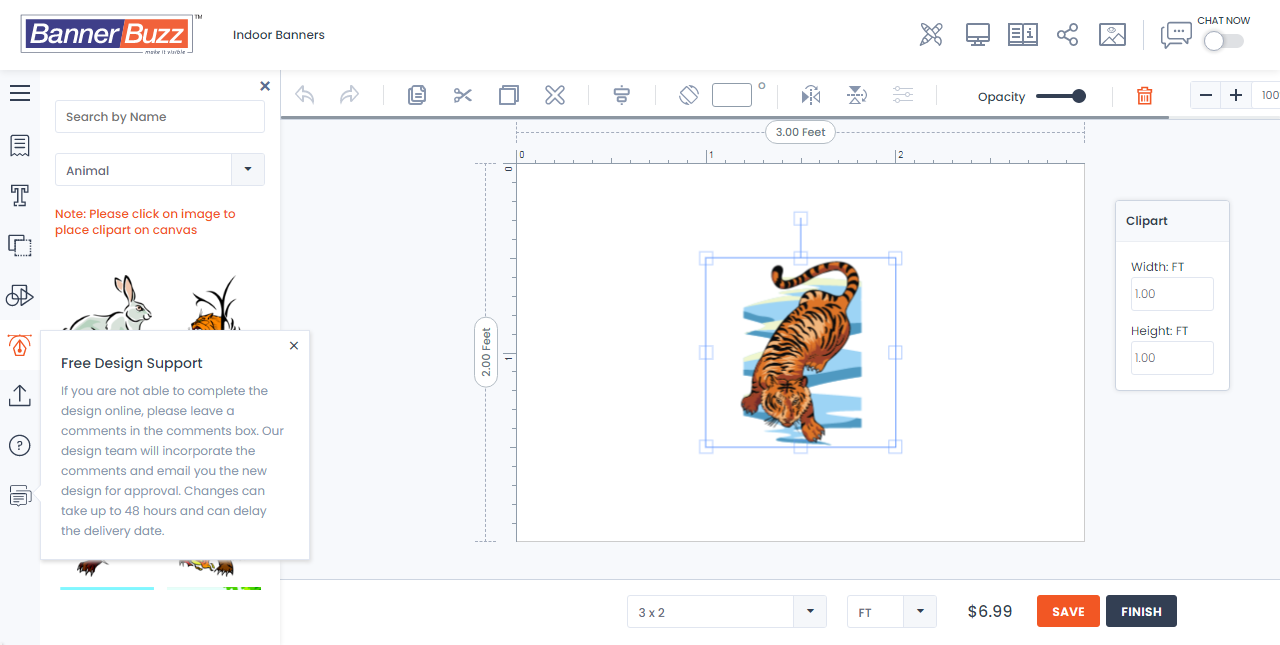 Banner Buzz
TM
make it visible
Indoor Banners
CHAT NOW
Search by Name
Animal
Note: Please click on image to
place clipart on canvas
Opacity
100
3.00 Feet
0
1
2
0
1
2.00 Feet
Clipart
Width: FT
1.00
Height: FT
1.00
Free Design Support
If you are not able to complete the
design online, please leave a
comments in the comments box. Our
design team will incorporate the
comments and email you the new
design for approval. Changes can
take up to 48 hours and can delay
the delivery date.
3 x 2
FT
$6.99
SAVE
FINISH